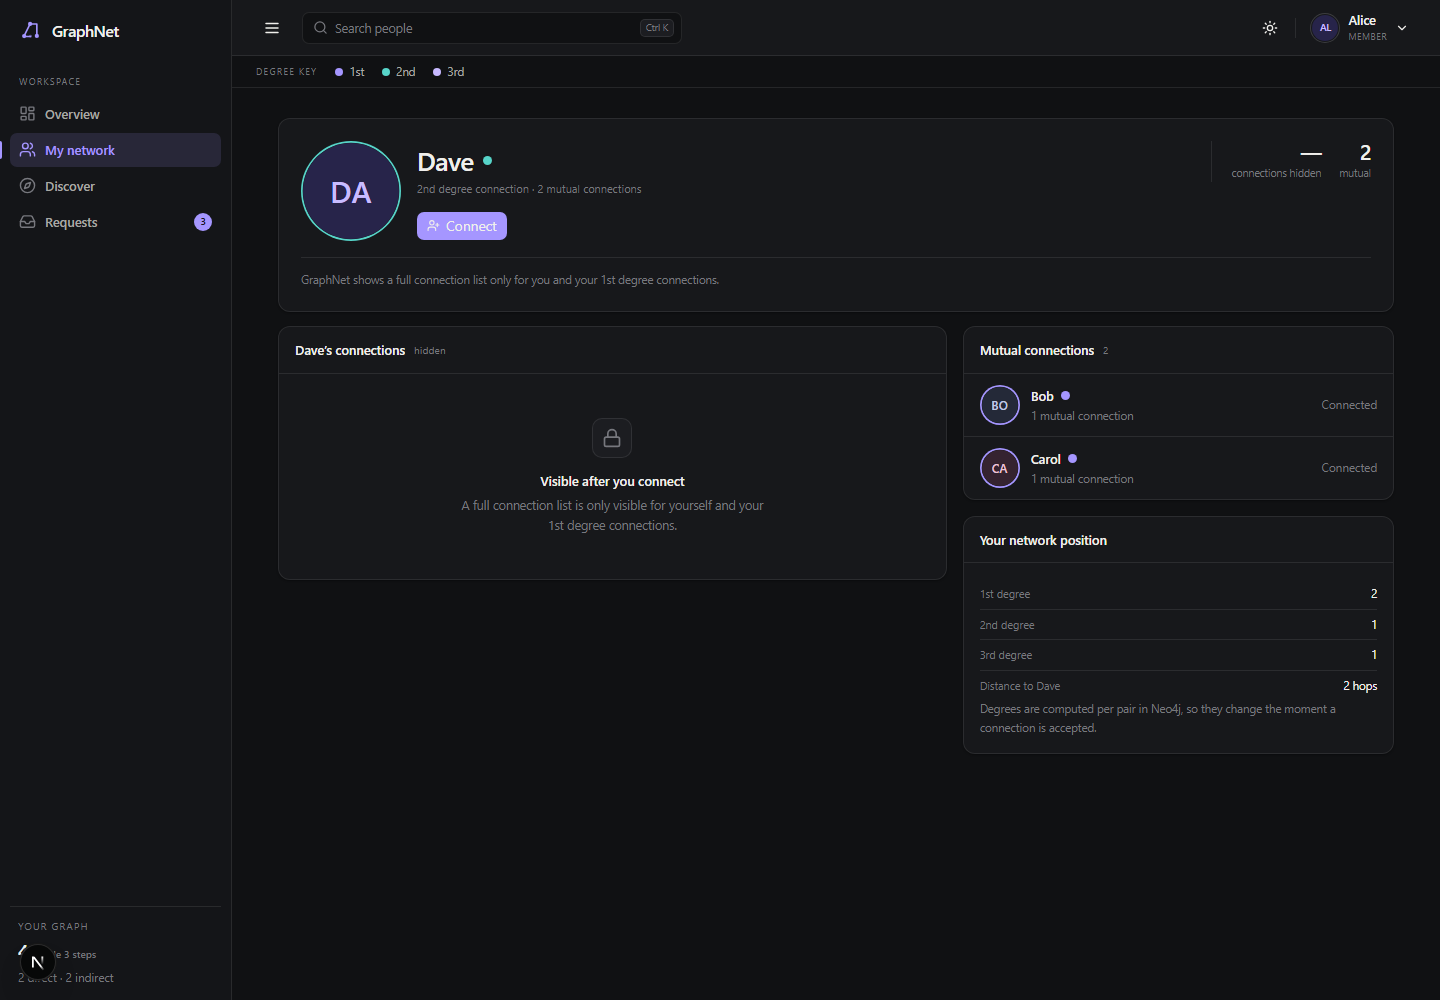 GraphNet
Search people
Ctrl K
AL
Alice
MEMBER
DEGREE KEY
1st
2nd
3rd
WORKSPACE
Overview
My network
Discover
Requests
3
DA
Dave
2nd degree connection · 2 mutual connections
Connect
—
connections hidden
2
mutual
GraphNet shows a full connection list only for you and your 1st degree connections.
Dave's connections hidden
Visible after you connect
A full connection list is only visible for yourself and your
1st degree connections.
Mutual connections 2
BO
Bob
1 mutual connection
Connected
CA
Carol
1 mutual connection
Connected
Your network position
1st degree 2
2nd degree 1
3rd degree 1
Distance to Dave 2 hops
Degrees are computed per pair in Neo4j, so they change the moment a
connection is accepted.
YOUR GRAPH
3 steps
N
2 direct · 2 indirect